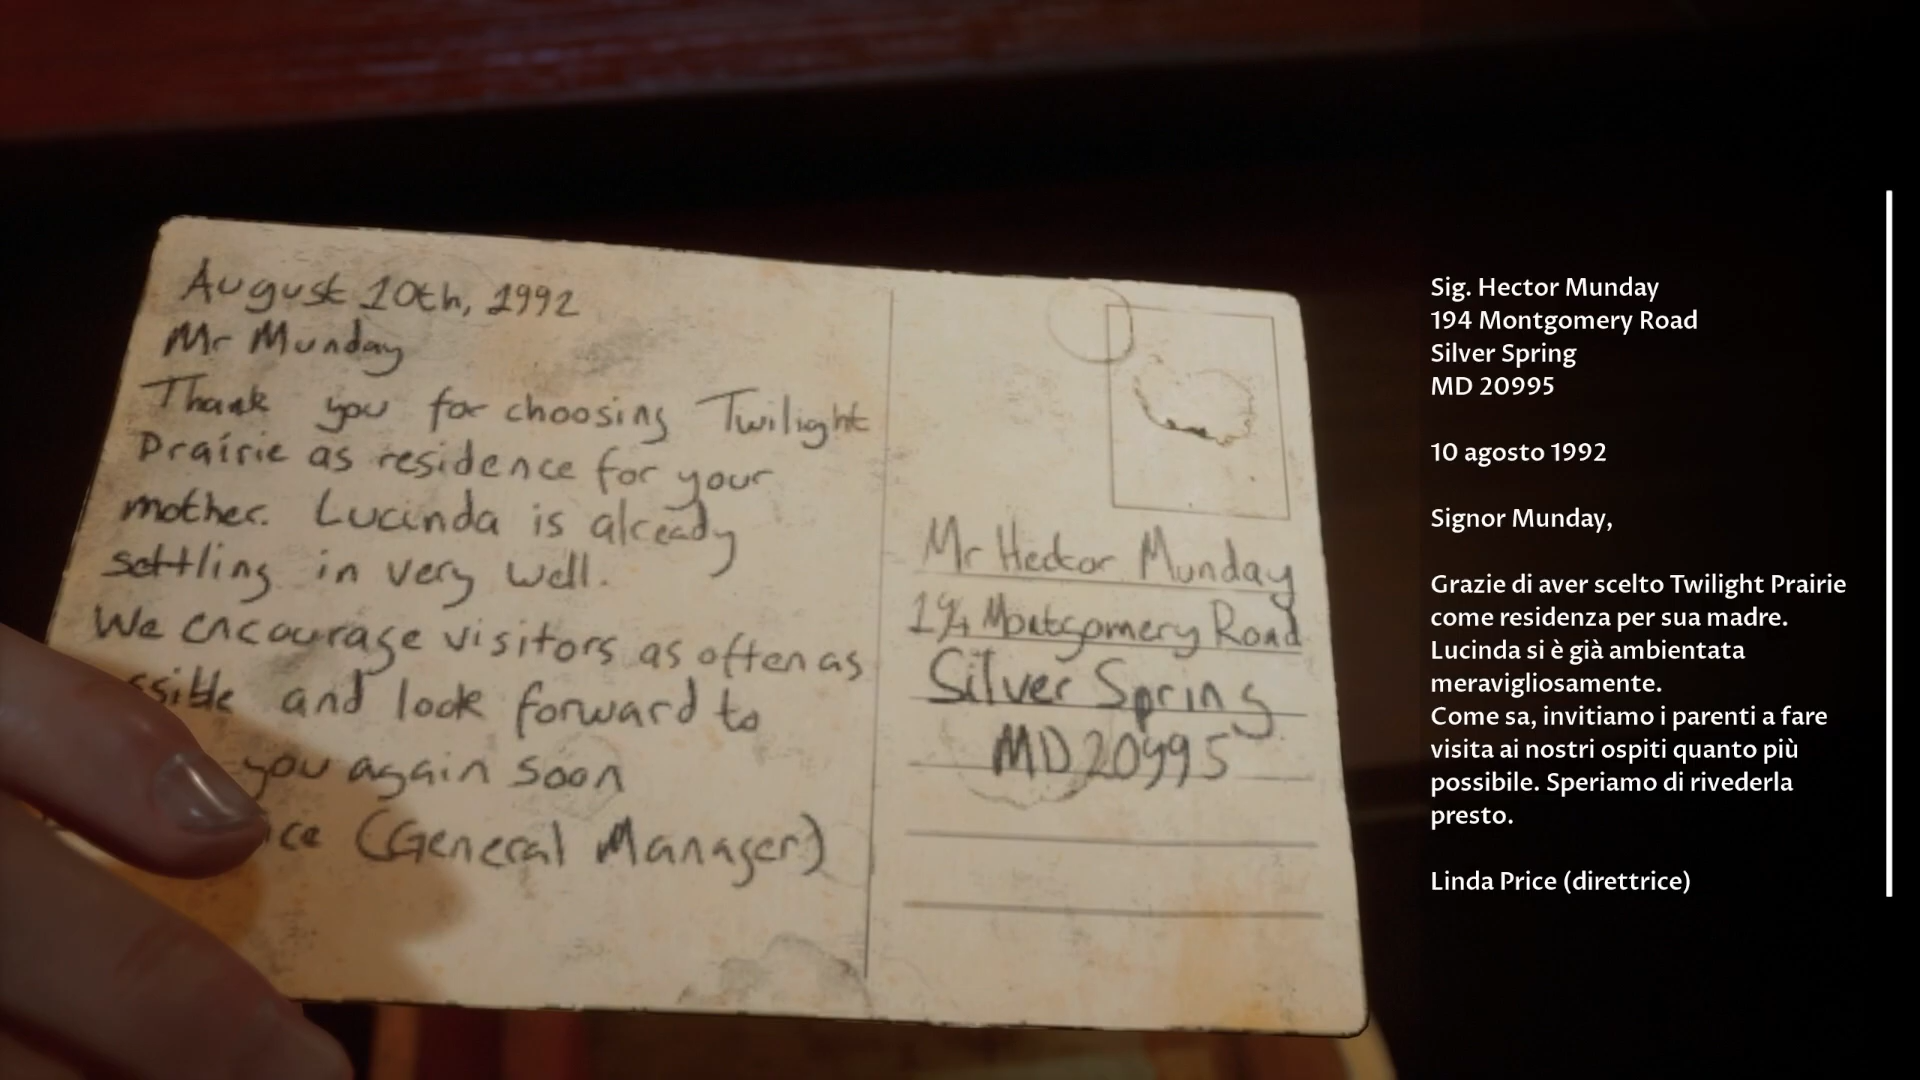 August 10th, 1992
Mr Munday
Thank you for choosing Twilight
Prairie as residence for your
mother. Lucinda is already
settling in very well.
We encourage visitors as often as
ssible and look forward to
you again soon
ice (General Manager)
Mr Hector Munday
194 Montgomery Road
Silver Spring
MD 20995
Sig. Hector Munday
194 Montgomery Road
Silver Spring
MD 20995
10 agosto 1992
Signor Munday,
Grazie di aver scelto Twilight Prairie
come residenza per sua madre.
Lucinda si è già ambientata
meravigliosamente.
Come sa, invitiamo i parenti a fare
visita ai nostri ospiti quanto più
possibile. Speriamo di rivederla
presto.
Linda Price (direttrice)